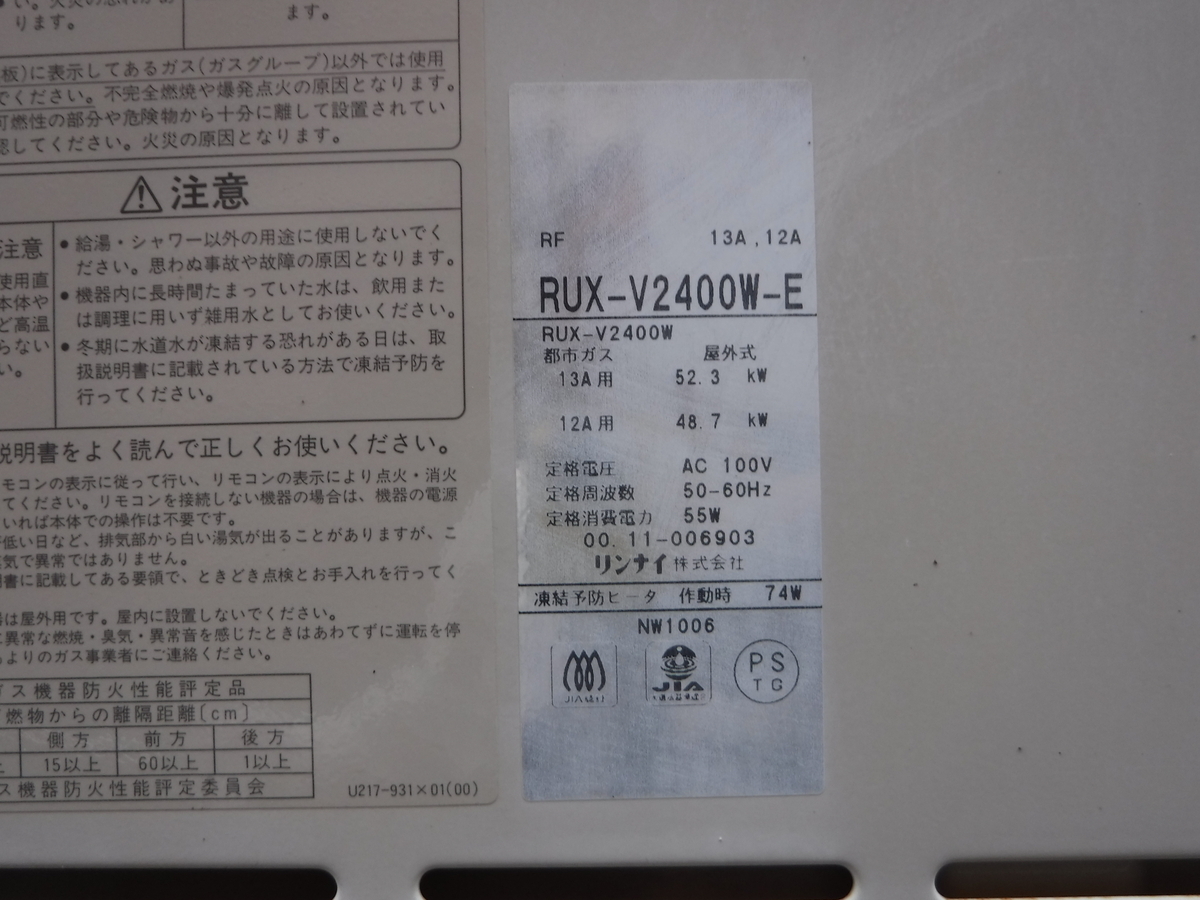 ります。
ます。
板)に表示してあるガス(ガスグループ)以外では使用
でください。不完全燃焼や爆発点火の原因となります。
可燃性の部分や危険物から十分に離して設置されてい
認してください。火災の原因となります。
注意
注意
使用直
本体や
ど高温
らない
い。
●給湯・シャワー以外の用途に使用しないでく
ださい。思わぬ事故や故障の原因となります。
●機器内に長時間たまっていた水は、飲用また
は調理に用いず雑用水としてお使いください。
●冬期に水道水が凍結する恐れがある日は、取
扱説明書に記載されている方法で凍結予防を
行ってください。
説明書をよく読んで正しくお使いください。
モコンの表示に従って行い、リモコンの表示により点火・消火
てください。リモコンを接続しない機器の場合は、機器の電源
いれば本体での操作は不要です。
が低い日など、排気部から白い湯気が出ることがありますが、こ
気で異常ではありません。
書に記載してある要領で、ときどき点検とお手入れを行ってく
は屋外用です。屋内に設置しないでください。
異常な燃焼・臭気・異常音を感じたときはあわてずに運転を停
よりのガス事業者にご連絡ください。
ガス機器防火性能評定品
可燃物からの離隔距離〔cm〕
側方 前方 後方
上 15以上 60以上 1以上
ス機器防火性能評定委員会
U217-931×01(00)
RF 13A,12A
RUX-V2400W-E
RUX-V2400W
都市ガス 屋外式
13A用 52.3 kW
12A用 48.7 kW
定格電圧 AC 100V
定格周波数 50-60Hz
定格消費電力 55W
00.11-006903
リンナイ株式会社
凍結予防ヒータ 作動時 74W
NW1006
JIA
JIA
PS
TG